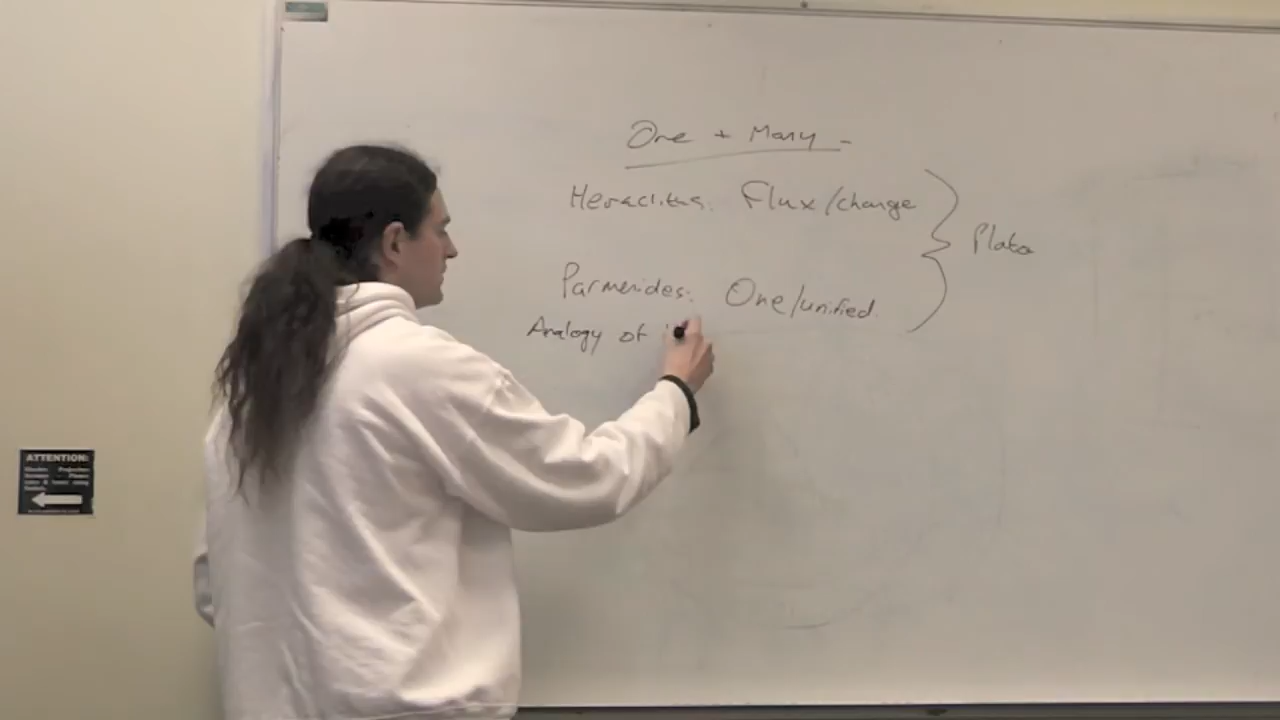 One + Many -
Heraclitus: Flux/change
Plato
Parmenides: One/unified.
Analogy of
ATTENTION: